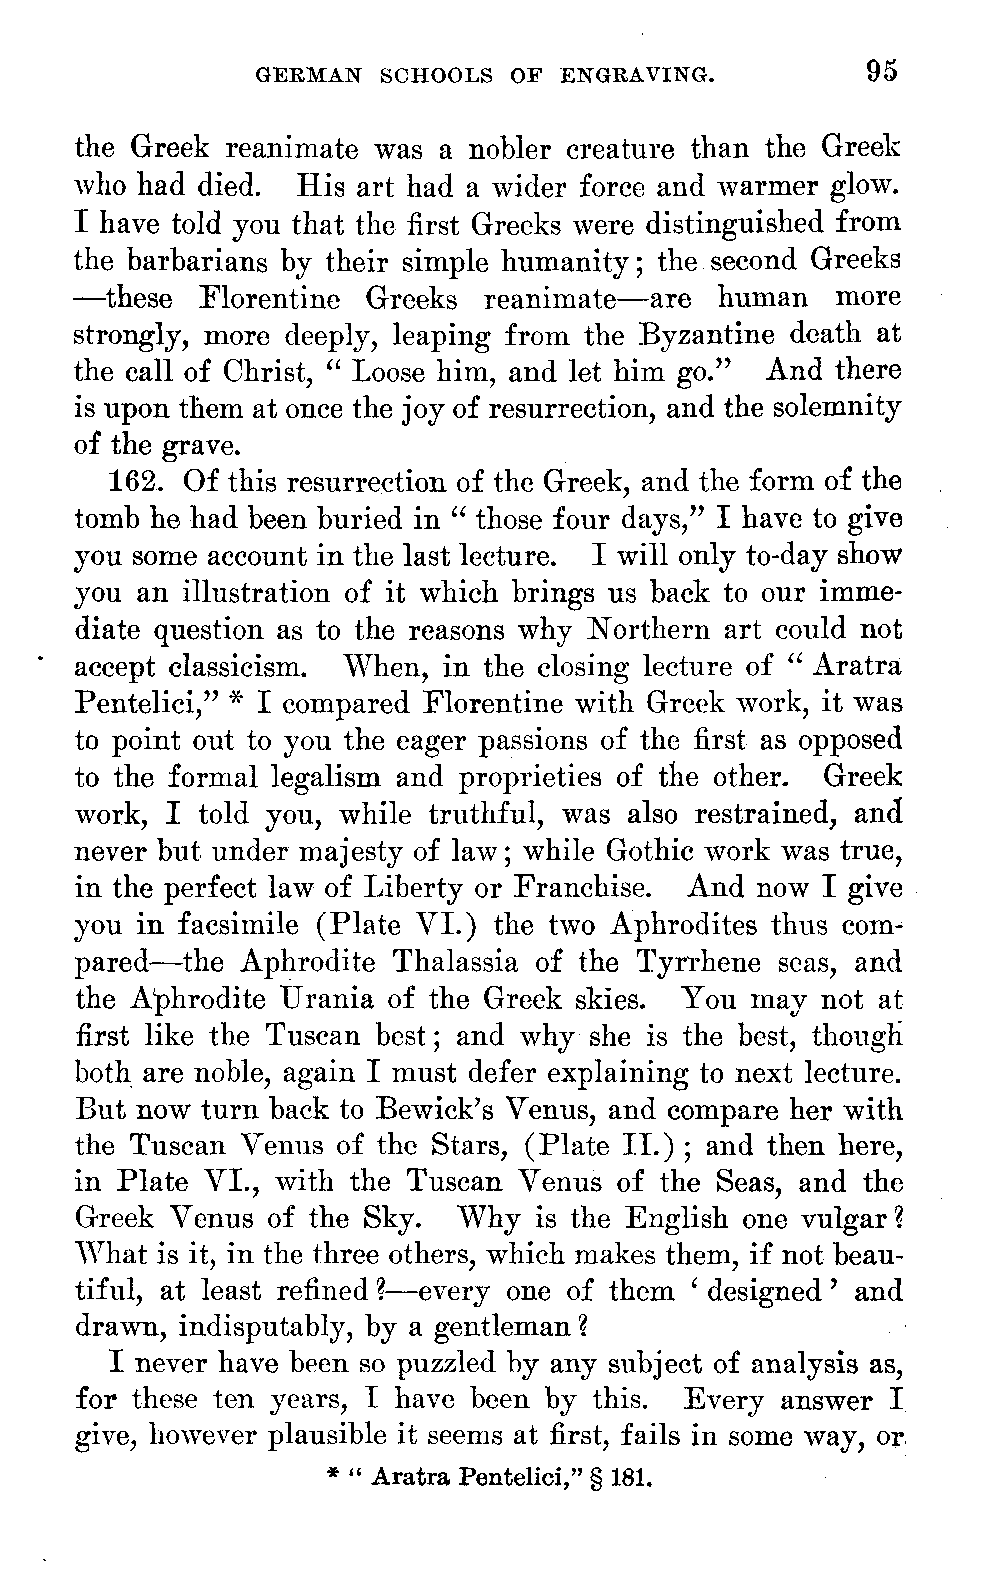 GERMAN SCHOOLS OF ENGRAVING. 95
the Greek reanimate was a nobler creature than the Greek
who had died. His art had a wider force and warmer glow.
I have told you that the first Greeks were distinguished from
the barbarians by their simple humanity; the second Greeks
—these Florentine Greeks reanimate—are human more
strongly, more deeply, leaping from the Byzantine death at
the call of Christ, “ Loose him, and let him go.” And there
is upon them at once the joy of resurrection, and the solemnity
of the grave.
162. Of this resurrection of the Greek, and the form of the
tomb he had been buried in “ those four days,” I have to give
you some account in the last lecture. I will only to-day show
you an illustration of it which brings us back to our imme-
diate question as to the reasons why Northern art could not
accept classicism. When, in the closing lecture of “ Aratra
Pentelici,” * I compared Florentine with Greek work, it was
to point out to you the eager passions of the first as opposed
to the formal legalism and proprieties of the other. Greek
work, I told you, while truthful, was also restrained, and
never but under majesty of law; while Gothic work was true,
in the perfect law of Liberty or Franchise. And now I give
you in facsimile (Plate VI.) the two Aphrodites thus com-
pared—the Aphrodite Thalassia of the Tyrrhene seas, and
the Aphrodite Urania of the Greek skies. You may not at
first like the Tuscan best; and why she is the best, though
both are noble, again I must defer explaining to next lecture.
But now turn back to Bewick’s Venus, and compare her with
the Tuscan Venus of the Stars, (Plate II.) ; and then here,
in Plate VI., with the Tuscan Venus of the Seas, and the
Greek Venus of the Sky. Why is the English one vulgar?
What is it, in the three others, which makes them, if not beau-
tiful, at least refined?—every one of them ‘ designed ’ and
drawn, indisputably, by a gentleman?
I never have been so puzzled by any subject of analysis as,
for these ten years, I have been by this. Every answer I
give, however plausible it seems at first, fails in some way, or
* “ Aratra Pentelici,” § 181.